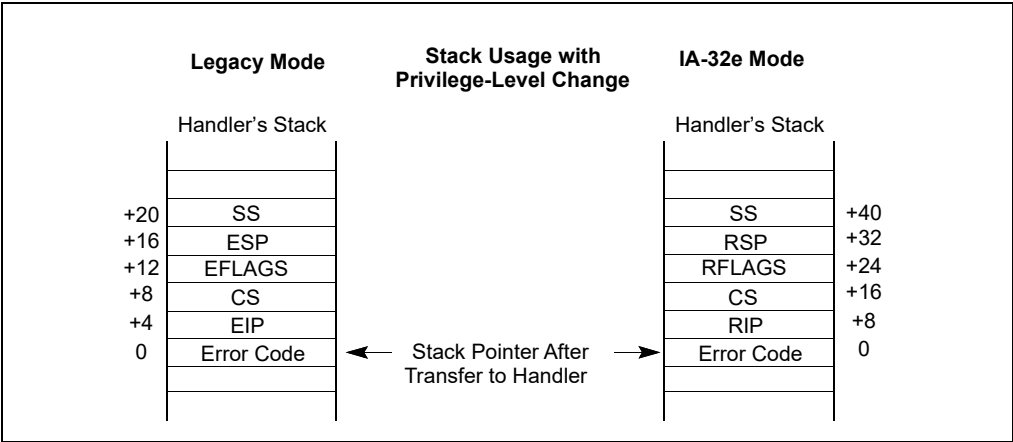 Legacy Mode
Stack Usage with
Privilege-Level Change
IA-32e Mode
Handler’s Stack
Handler’s Stack
+20 SS
+16 ESP
+12 EFLAGS
+8 CS
+4 EIP
0 Error Code
Stack Pointer After
Transfer to Handler
SS +40
RSP +32
RFLAGS +24
CS +16
RIP +8
Error Code 0